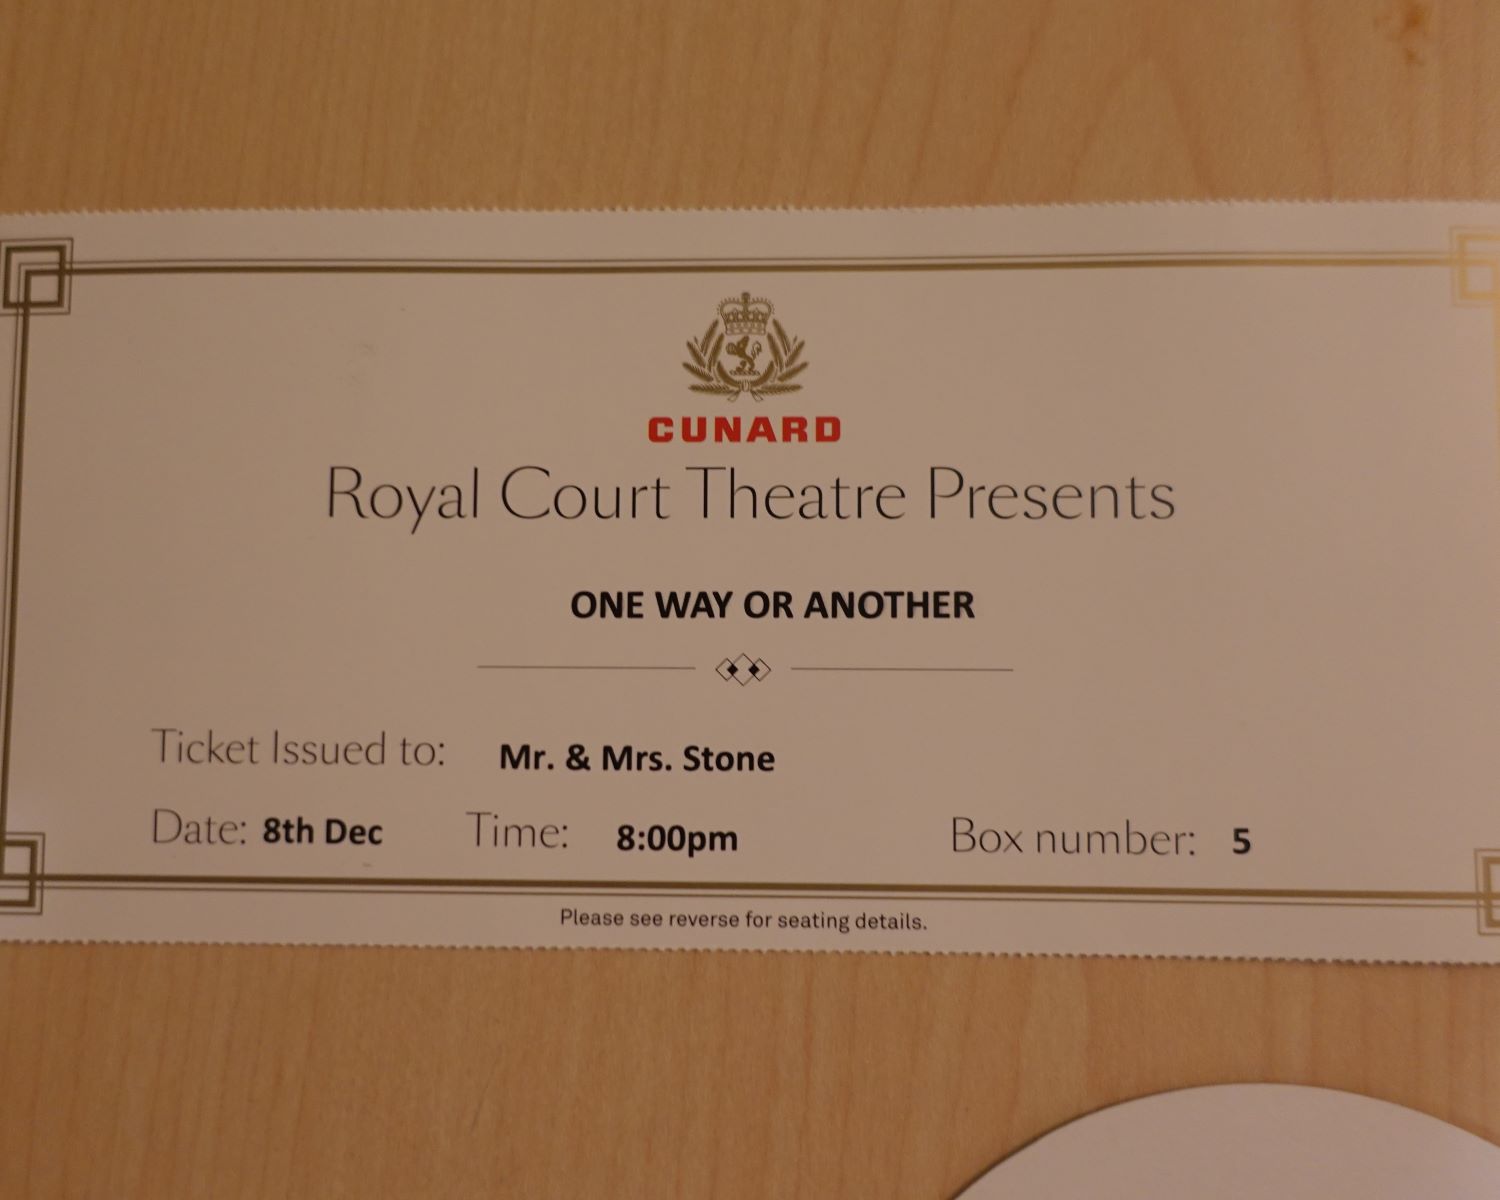 CUNARD
Royal Court Theatre Presents
ONE WAY OR ANOTHER
Ticket Issued to: Mr. & Mrs. Stone
Date: 8th Dec Time: 8:00pm Box number: 5
Please see reverse for seating details.